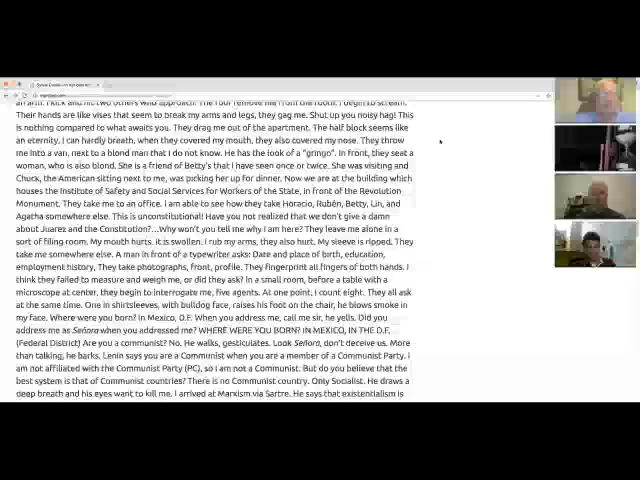 an arm. I kick and hit two others who approach. The four remove me from the room. I begin to scream.
Their hands are like vises that seem to break my arms and legs, they gag me. Shut up you noisy hag! This
is nothing compared to what awaits you. They drag me out of the apartment. The half block seems like
an eternity, I can hardly breath, when they covered my mouth, they also covered my nose. They throw
me into a van, next to a blond man that I do not know. He has the look of a "gringo". In front, they seat a
woman, who is also blond. She is a friend of Betty's that I have seen once or twice. She was visiting and
Chuck, the American sitting next to me, was picking her up for dinner. Now we are at the building which
houses the Institute of Safety and Social Services for Workers of the State, in front of the Revolution
Monument. They take me to an office. I am able to see how they take Horacio, Rubén, Betty, Lin, and
Agatha somewhere else. This is unconstitutional! Have you not realized that we don't give a damn
about Juarez and the Constitution?...Why won't you tell me why I am here? They leave me alone in a
sort of filing room. My mouth hurts. It is swollen. I rub my arms, they also hurt. My sleeve is ripped. They
take me somewhere else. A man in front of a typewriter asks: Date and place of birth, education,
employment history, They take photographs, front, profile. They fingerprint all fingers of both hands. I
think they failed to measure and weigh me, or did they ask? In a small room, before a table with a
microscope at center, they begin to interrogate me, five agents. At one point, I count eight. They all ask
at the same time. One in shirtsleeves, with bulldog face, raises his foot on the chair, he blows smoke in
my face. Where were you born? In Mexico, D.F. When you address me, call me sir, he yells. Did you
address me as Señora when you addressed me? WHERE WERE YOU BORN? IN MEXICO, IN THE D.F.
(Federal District) Are you a communist? No. He walks, gesticulates. Look Señora, don't deceive us. More
than talking, he barks. Lenin says you are a Communist when you are a member of a Communist Party. I
am not affiliated with the Communist Party (PC), so I am not a Communist. But do you believe that the
best system is that of Communist countries? There is no Communist country. Only Socialist. He draws a
deep breath and his eyes want to kill me. I arrived at Marxism via Sartre. He says that existentialism is